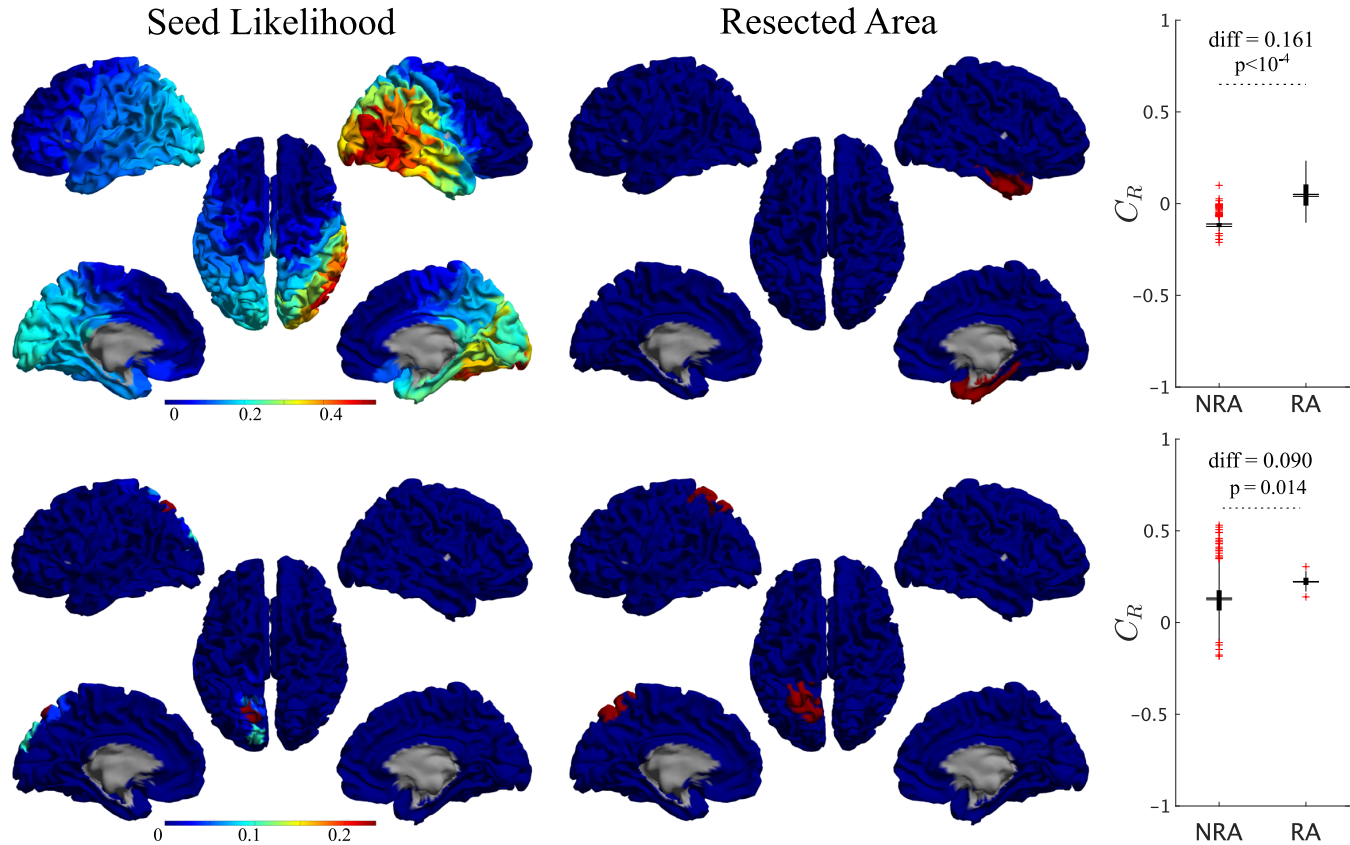 Seed Likelihood
Resected Area
1
diff = 0.161
p<10⁻⁴
0.5
C_R
0
−0.5
−1
NRA RA
0 0.2 0.4
1
diff = 0.090
p = 0.014
0.5
C_R
0
−0.5
−1
NRA RA
0 0.1 0.2